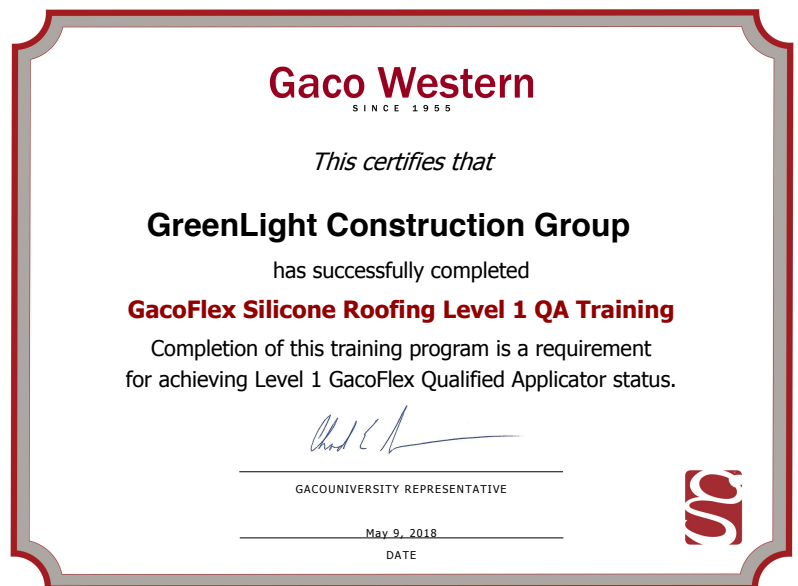 Gaco Western
SINCE 1955
This certifies that
GreenLight Construction Group
has successfully completed
GacoFlex Silicone Roofing Level 1 QA Training
Completion of this training program is a requirement
for achieving Level 1 GacoFlex Qualified Applicator status.
GACOUNIVERSITY REPRESENTATIVE
May 9, 2018
DATE